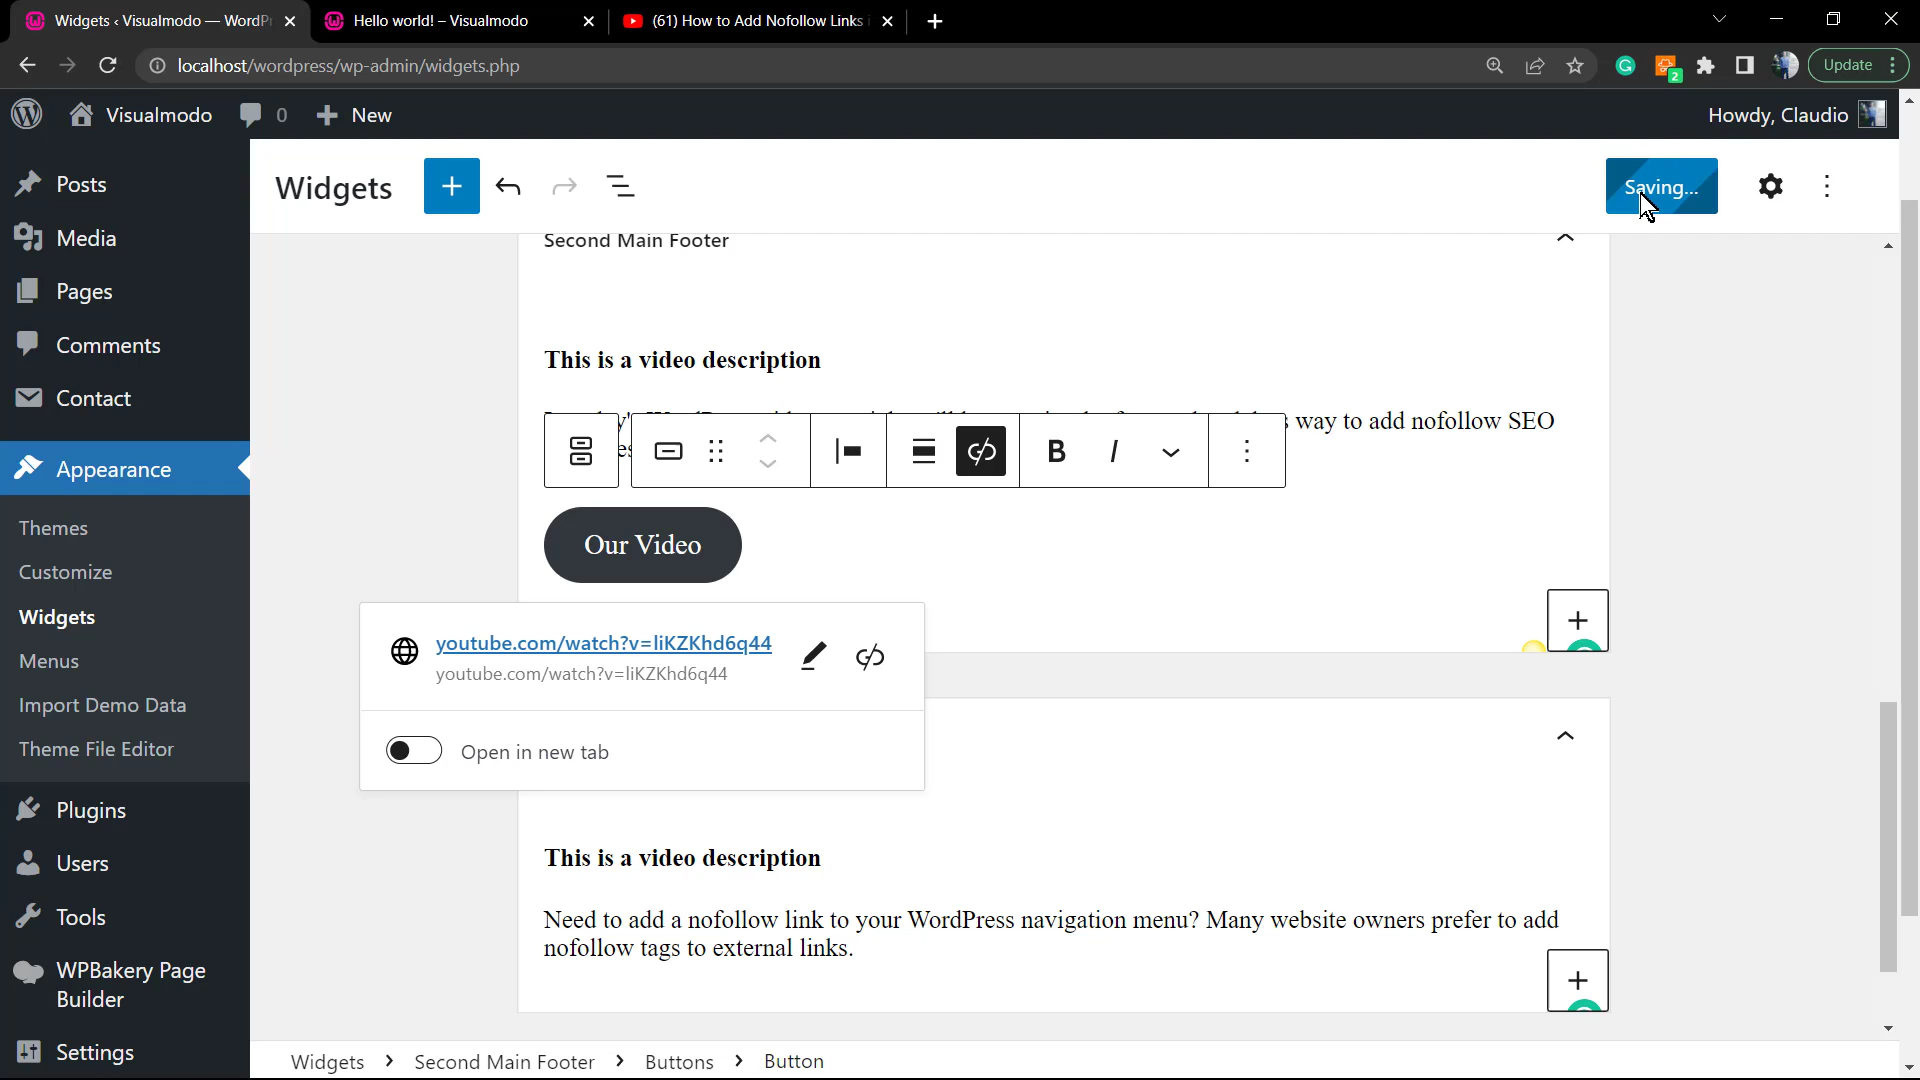 Widgets ‹ Visualmodo — WordP
Hello world! – Visualmodo
(61) How to Add Nofollow Links
localhost/wordpress/wp-admin/widgets.php
2
Update
Visualmodo
0
New
Howdy, Claudio
Posts
Media
Pages
Comments
Contact
Appearance
Themes
Customize
Widgets
Menus
Import Demo Data
Theme File Editor
Plugins
Users
Tools
WPBakery Page
Builder
Settings
Widgets
Saving...
Second Main Footer
This is a video description
way to add nofollow SEO
B I
Our Video
youtube.com/watch?v=liKZKhd6q44
youtube.com/watch?v=liKZKhd6q44
Open in new tab
This is a video description
Need to add a nofollow link to your WordPress navigation menu? Many website owners prefer to add
nofollow tags to external links.
Widgets > Second Main Footer > Buttons > Button